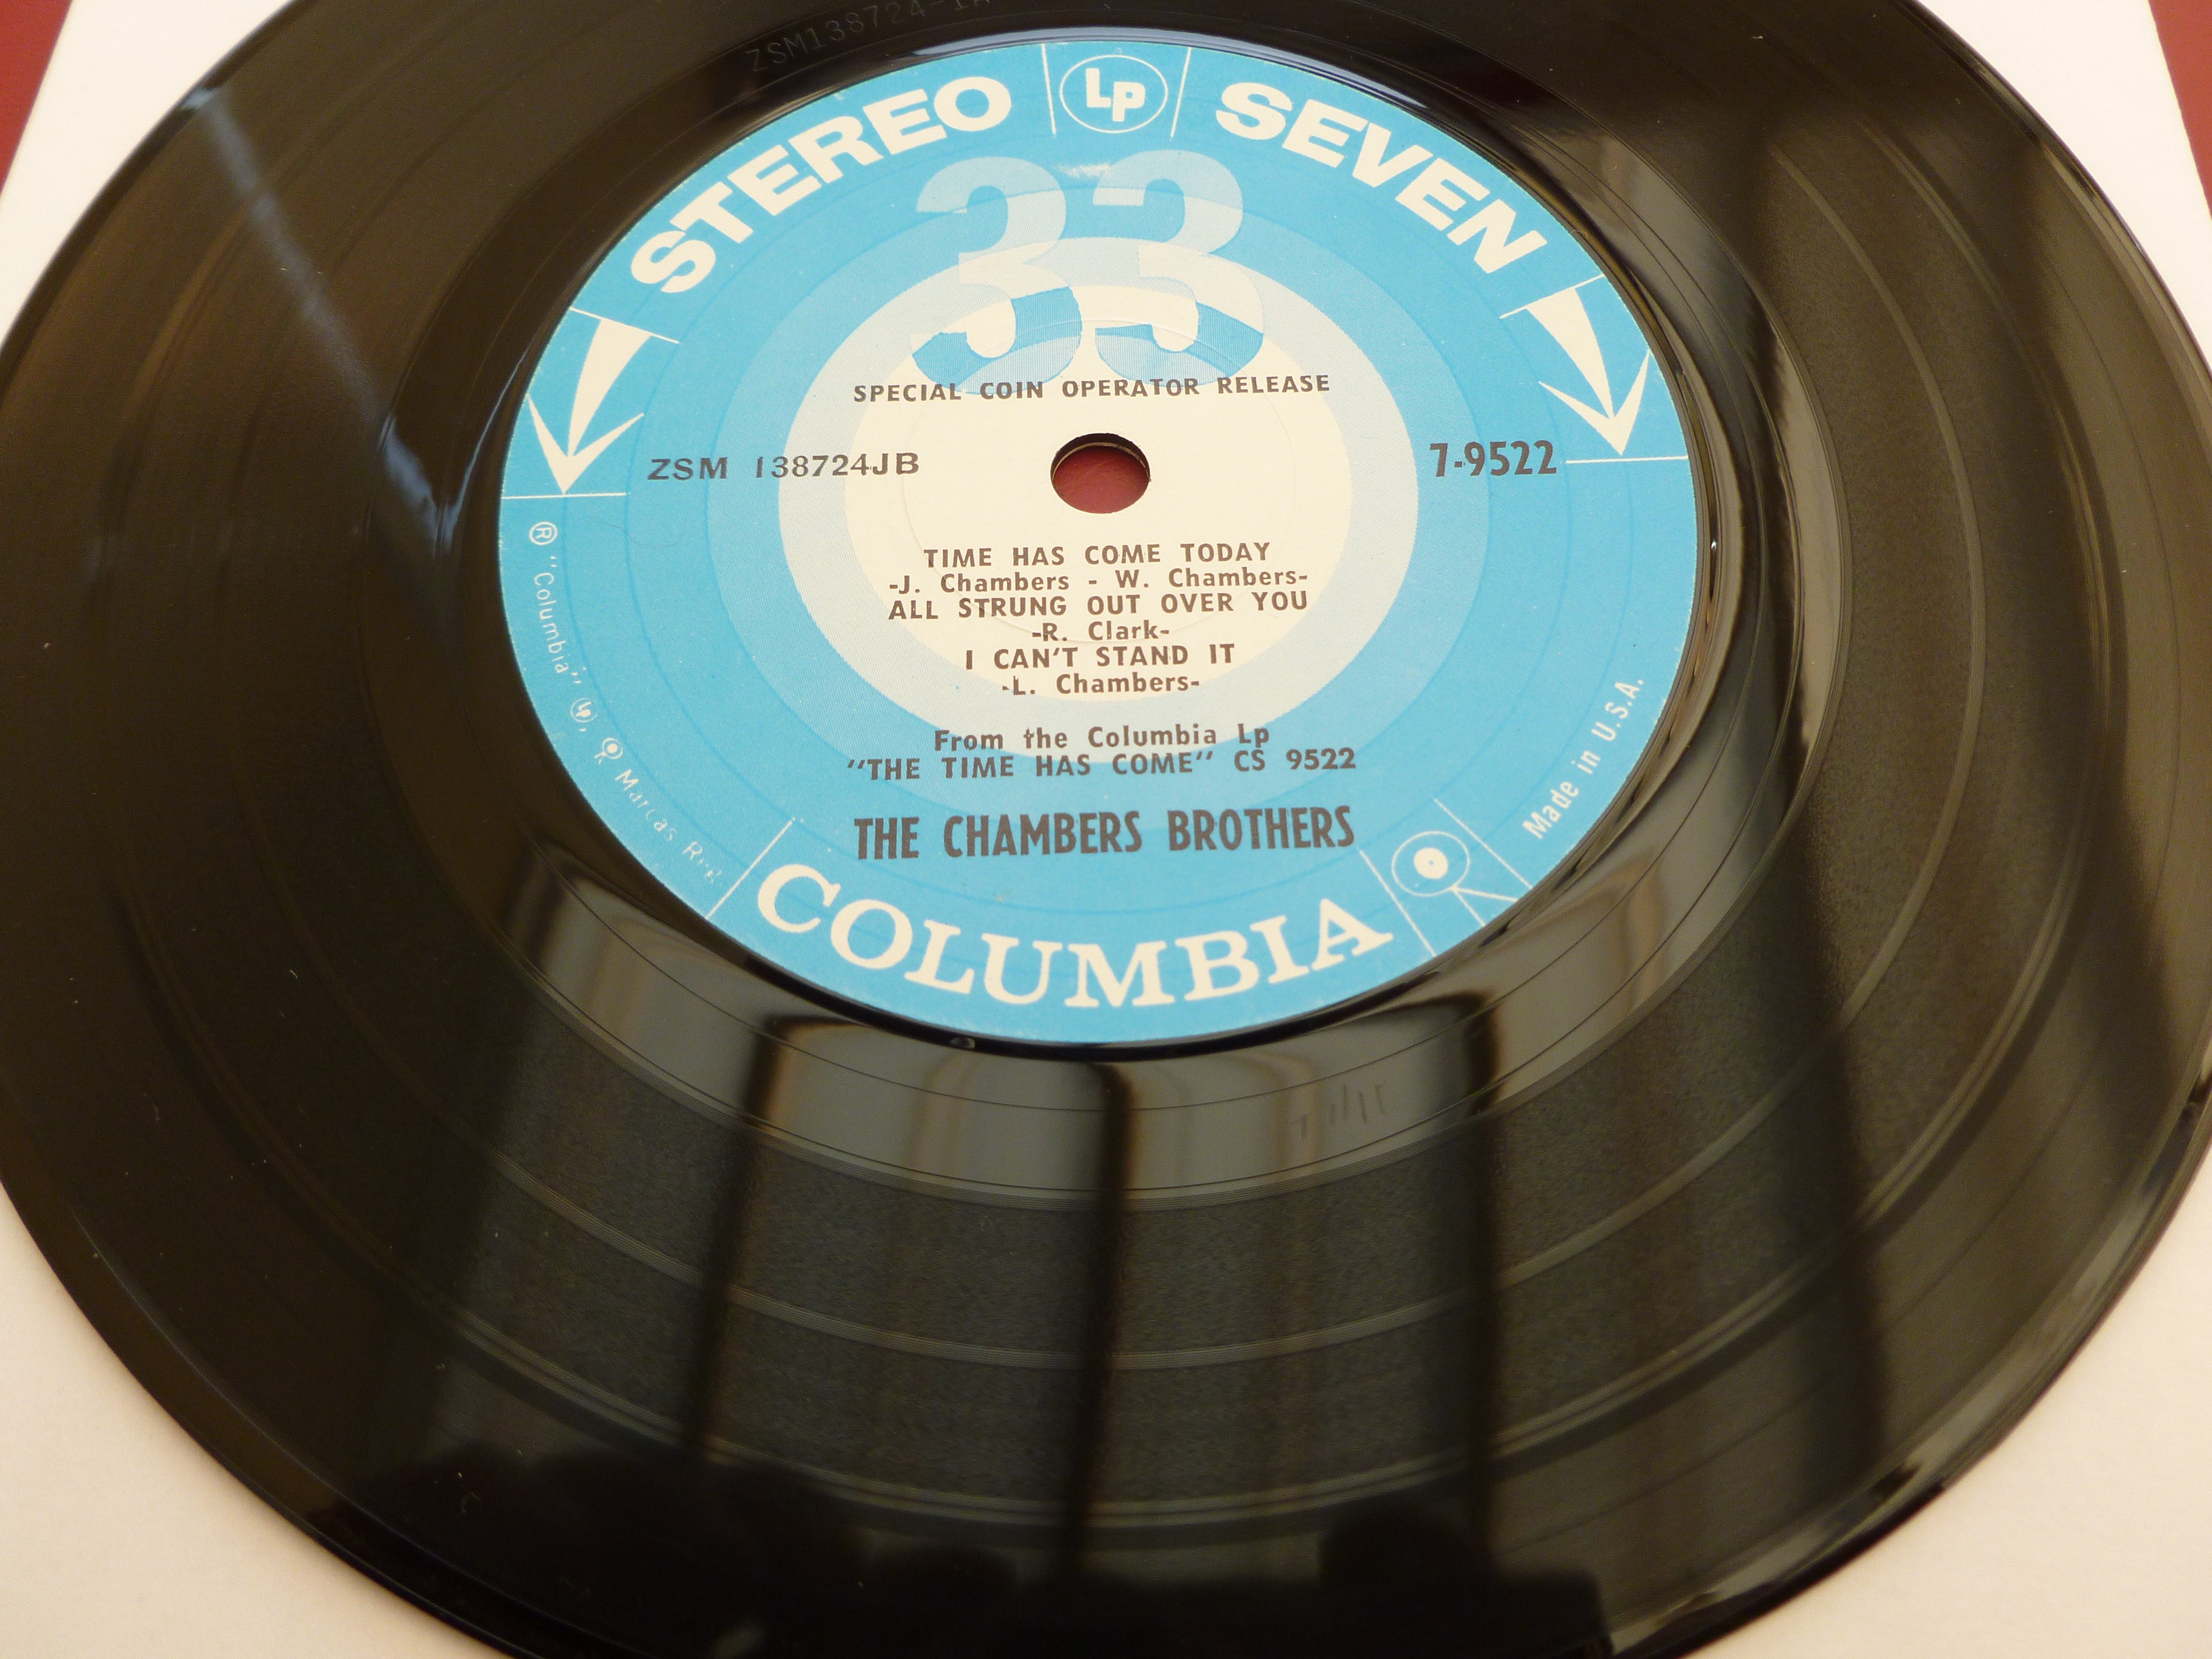 ZSM138724-1A
STEREO Lp SEVEN
33
SPECIAL COIN OPERATOR RELEASE
ZSM 138724JB
7-9522
TIME HAS COME TODAY
-J. Chambers - W. Chambers-
ALL STRUNG OUT OVER YOU
-R. Clark-
I CAN'T STAND IT
-L. Chambers-
From the Columbia Lp
"THE TIME HAS COME" CS 9522
THE CHAMBERS BROTHERS
COLUMBIA
® "Columbia" Lp, Marcas Reg.
Made in U.S.A.